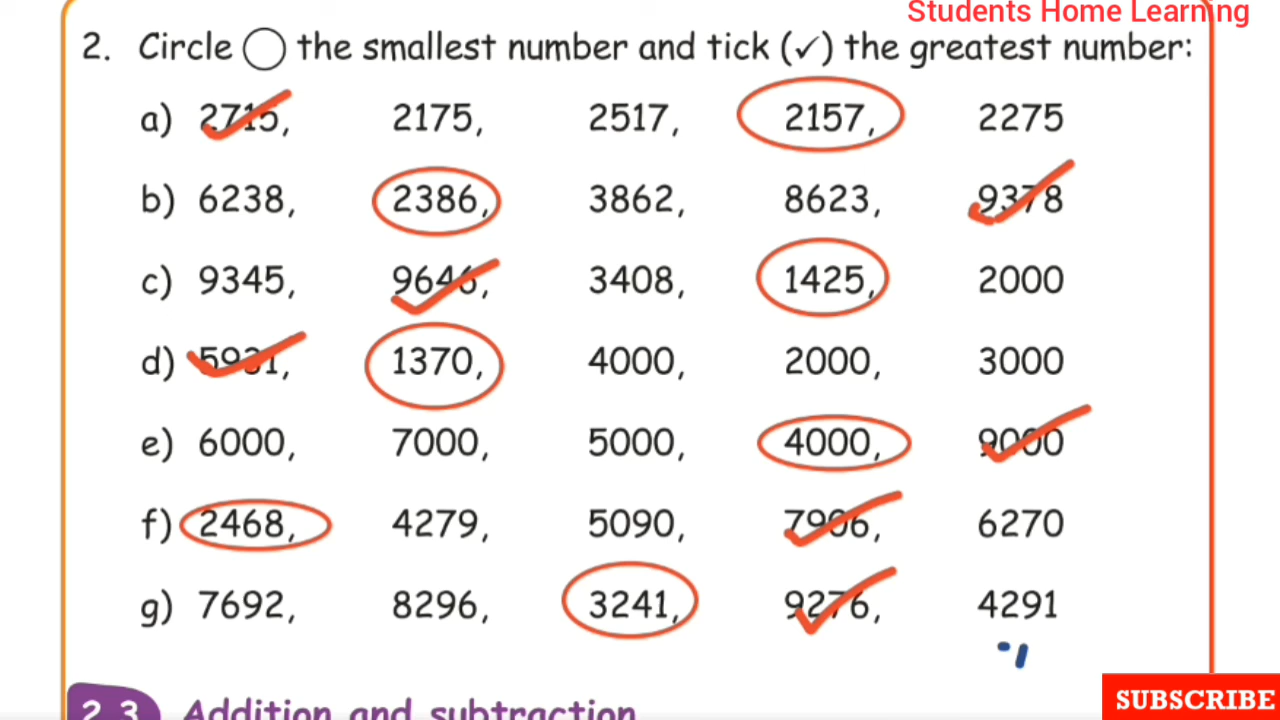 Students Home Learning
2. Circle ◯ the smallest number and tick (✓) the greatest number:
a) 2715, 2175, 2517, 2157, 2275
b) 6238, 2386, 3862, 8623, 9378
c) 9345, 9646, 3408, 1425, 2000
d) 5931, 1370, 4000, 2000, 3000
e) 6000, 7000, 5000, 4000, 9000
f) 2468, 4279, 5090, 7906, 6270
g) 7692, 8296, 3241, 9276, 4291
2.3 Addition and subtraction
SUBSCRIBE